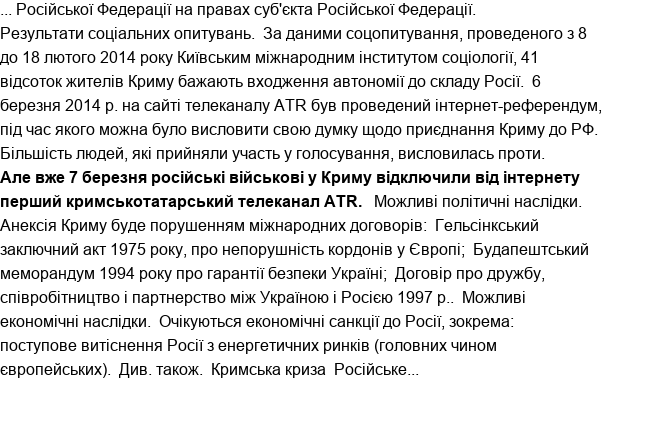 ... Російської Федерації на правах суб'єкта Російської Федерації.
Результати соціальних опитувань.  За даними соцопитування, проведеного з 8
до 18 лютого 2014 року Київським міжнародним інститутом соціології, 41
відсоток жителів Криму бажають входження автономії до складу Росії.  6
березня 2014 р. на сайті телеканалу ATR був проведений інтернет-референдум,
під час якого можна було висловити свою думку щодо приєднання Криму до РФ.
Більшість людей, які прийняли участь у голосування, висловилась проти.
Але вже 7 березня російські військові у Криму відключили від інтернету
перший кримськотатарський телеканал ATR.   Можливі політичні наслідки.
Анексія Криму буде порушенням міжнародних договорів:  Гельсінкський
заключний акт 1975 року, про непорушність кордонів у Європі;  Будапештський
меморандум 1994 року про гарантії безпеки Україні;  Договір про дружбу,
співробітництво і партнерство між Україною і Росією 1997 р..  Можливі
економічні наслідки.  Очікуються економічні санкції до Росії, зокрема:
поступове витіснення Росії з енергетичних ринків (головних чином
європейських).  Див. також.  Кримська криза  Російське...